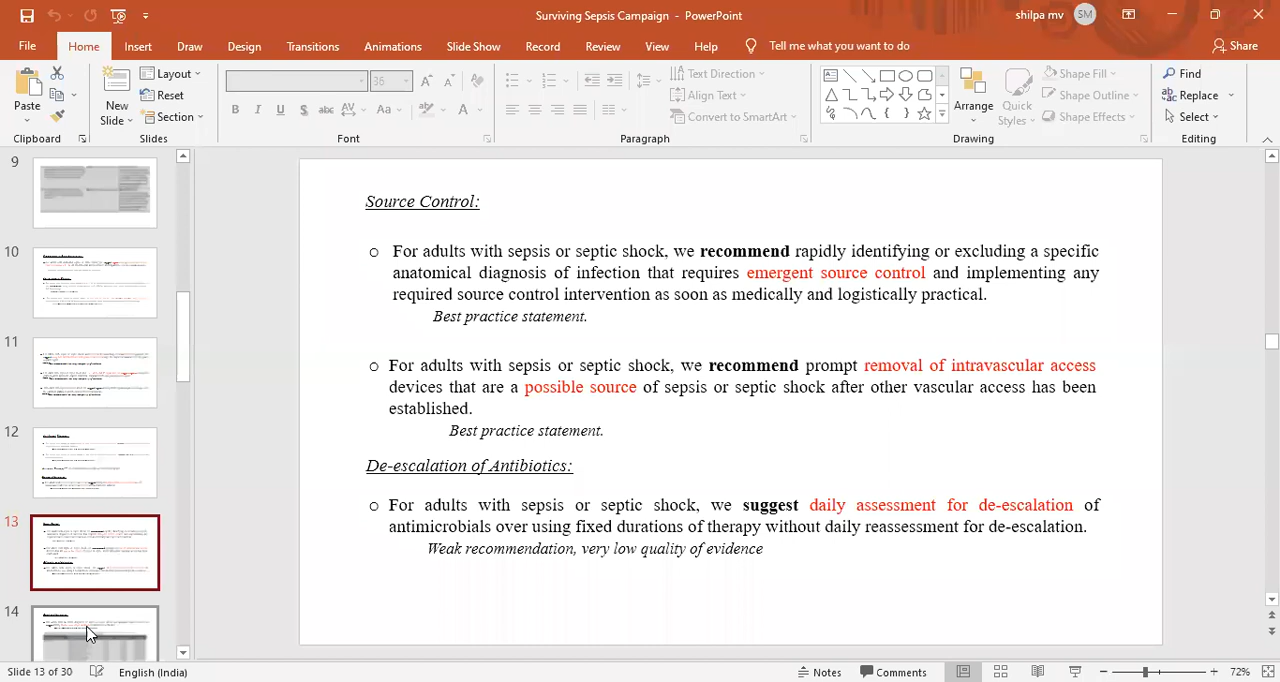 Surviving Sepsis Campaign - PowerPoint
shilpa mv SM
File Home Insert Draw Design Transitions Animations Slide Show Record Review View Help Tell me what you want to do Share
Paste
New Slide
Layout
Reset
Section
35
B I U S abc AV Aa A
Text Direction
Align Text
Convert to SmartArt
Arrange
Quick Styles
Shape Fill
Shape Outline
Shape Effects
Find
Replace
Select
Clipboard Slides Font Paragraph Drawing Editing
9
10
11
12
13
14
Source Control:
For adults with sepsis or septic shock, we recommend rapidly identifying or excluding a specific
anatomical diagnosis of infection that requires emergent source control and implementing any
required source control intervention as soon as medically and logistically practical.
Best practice statement.
For adults with sepsis or septic shock, we recommend prompt removal of intravascular access
devices that are a possible source of sepsis or septic shock after other vascular access has been
established.
Best practice statement.
De-escalation of Antibiotics:
For adults with sepsis or septic shock, we suggest daily assessment for de-escalation of
antimicrobials over using fixed durations of therapy without daily reassessment for de-escalation.
Weak recommendation, very low quality of evidence
Slide 13 of 30 English (India) Notes Comments 72%